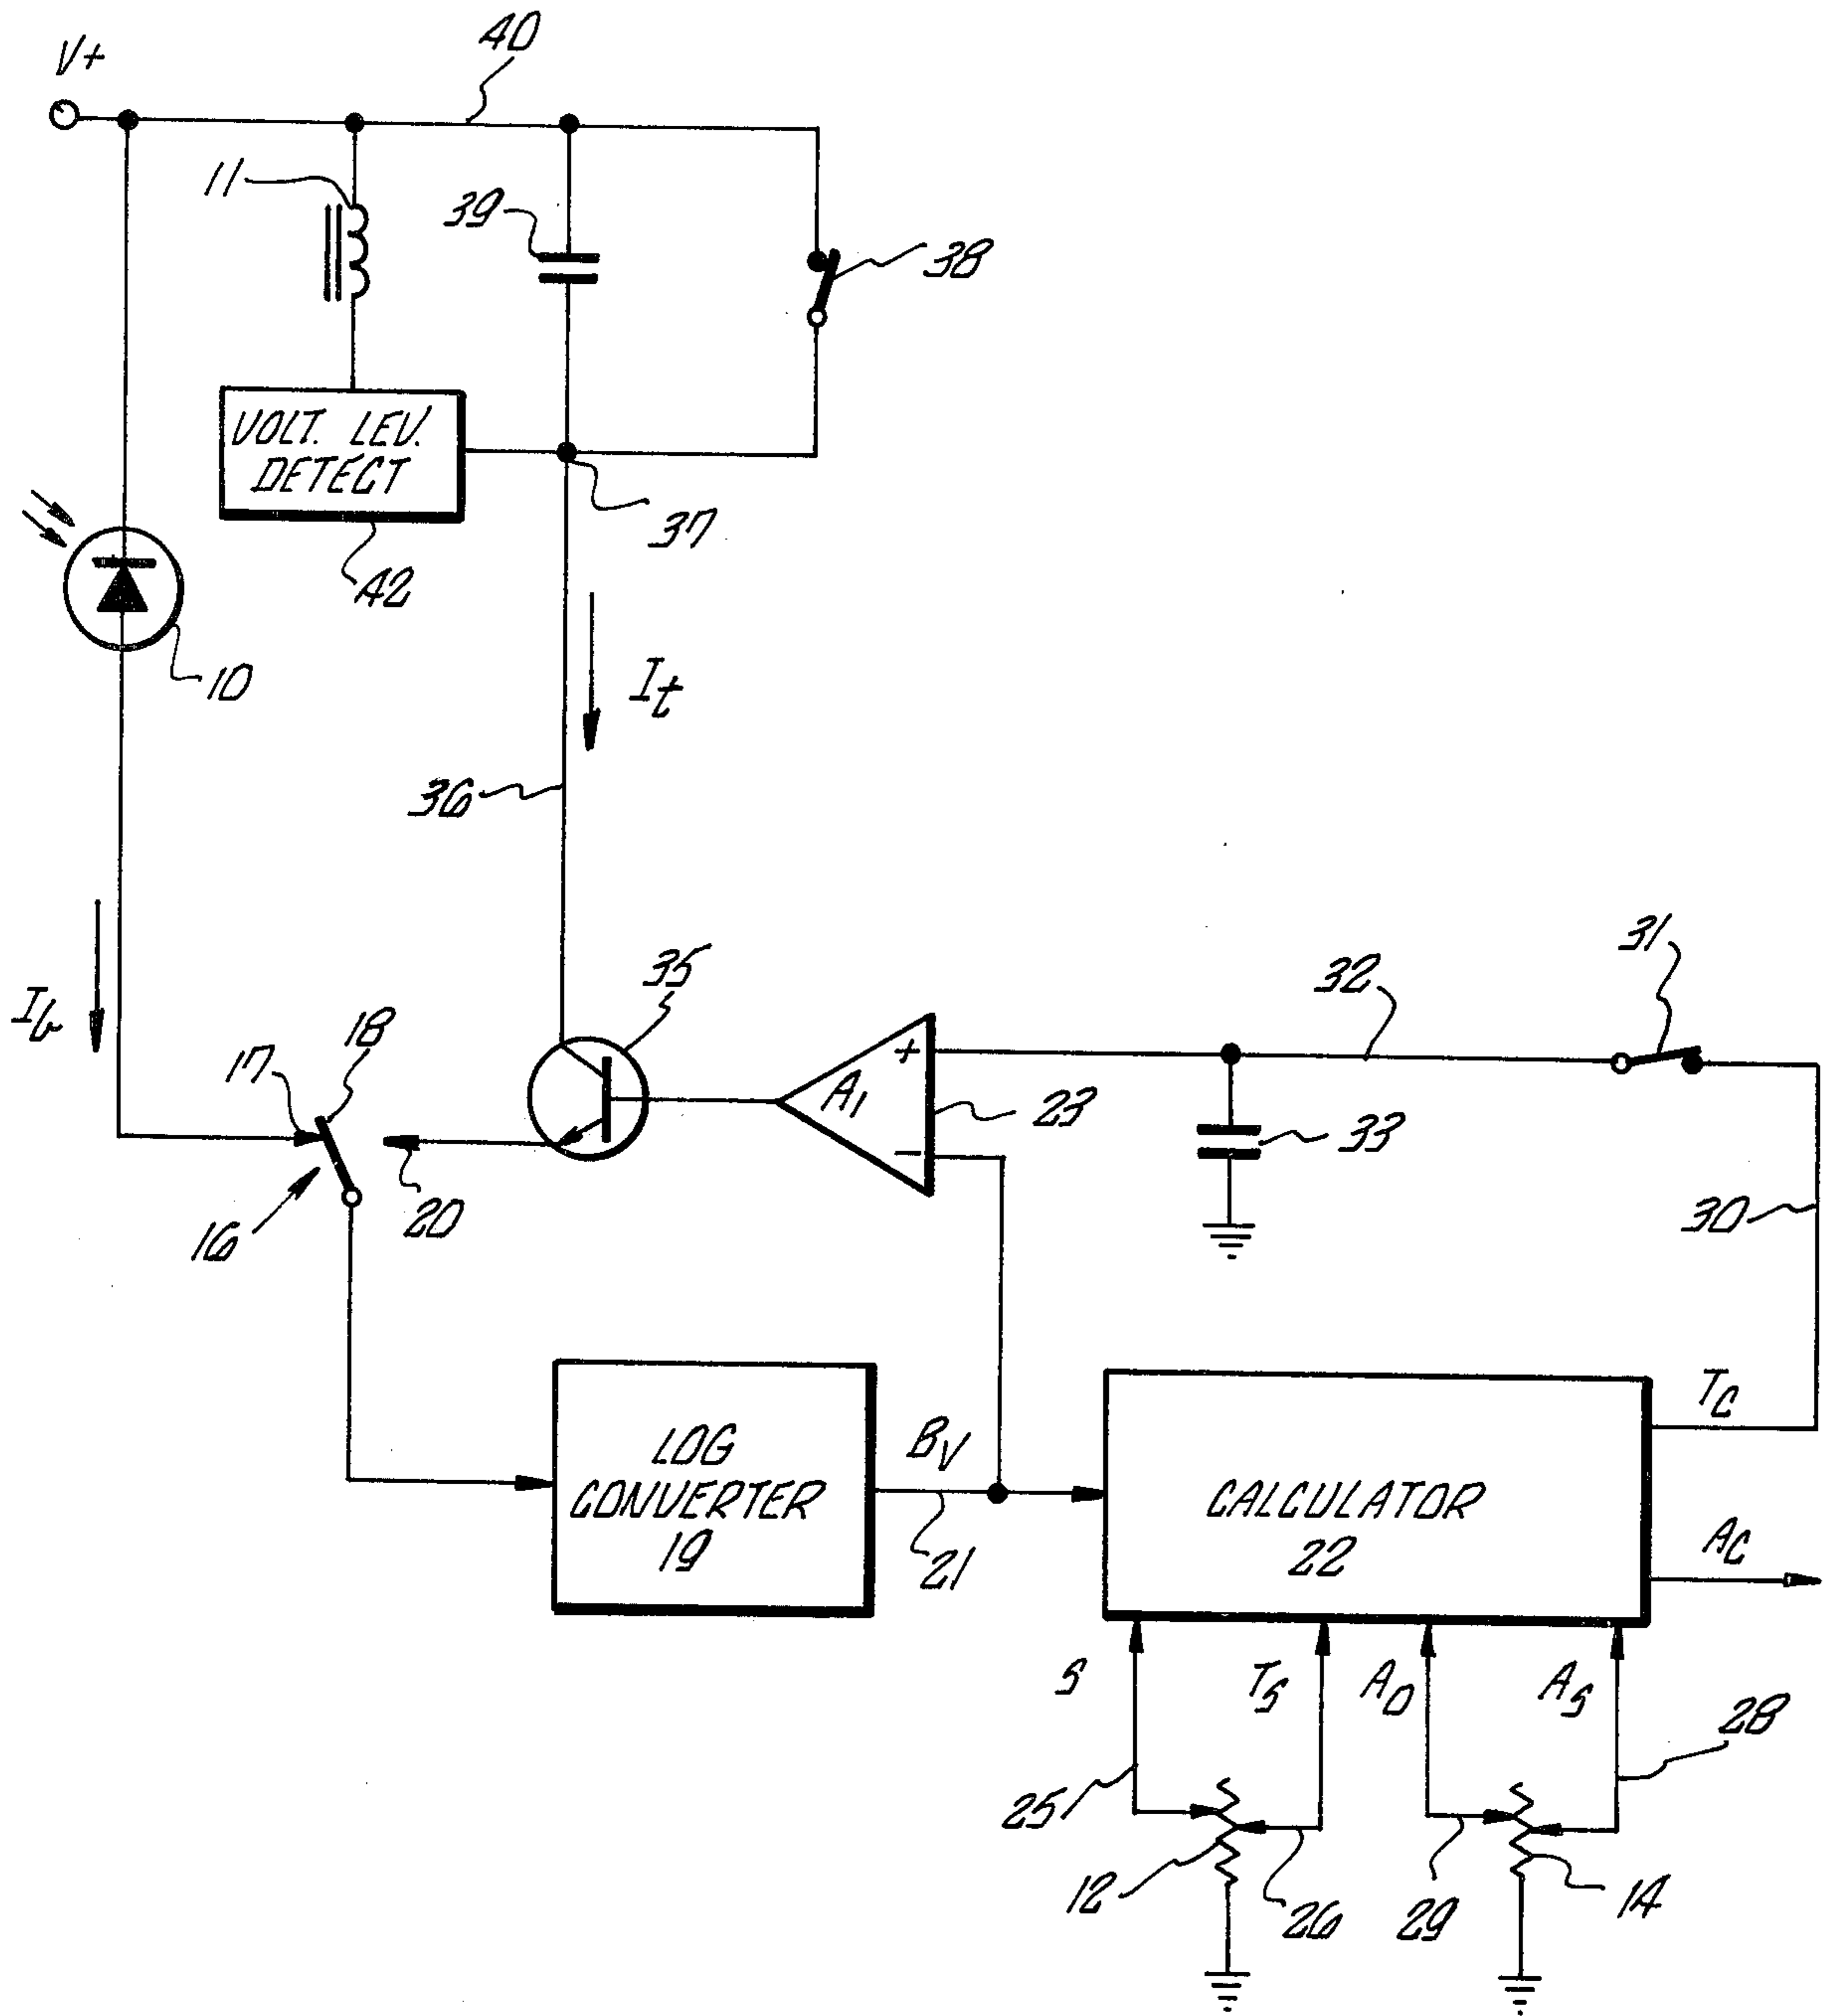 40
V+
11
39
38
VOLT. LEV.
DETECT
37
42
10
It
36
31
35
32
Ib
18
17
+
A1
23
33
−
16
20
30
TC
BV
LOG
CONVERTER
19
CALCULATOR
22
21
AC
S
TS
AO
AS
28
25
12
26
29
14